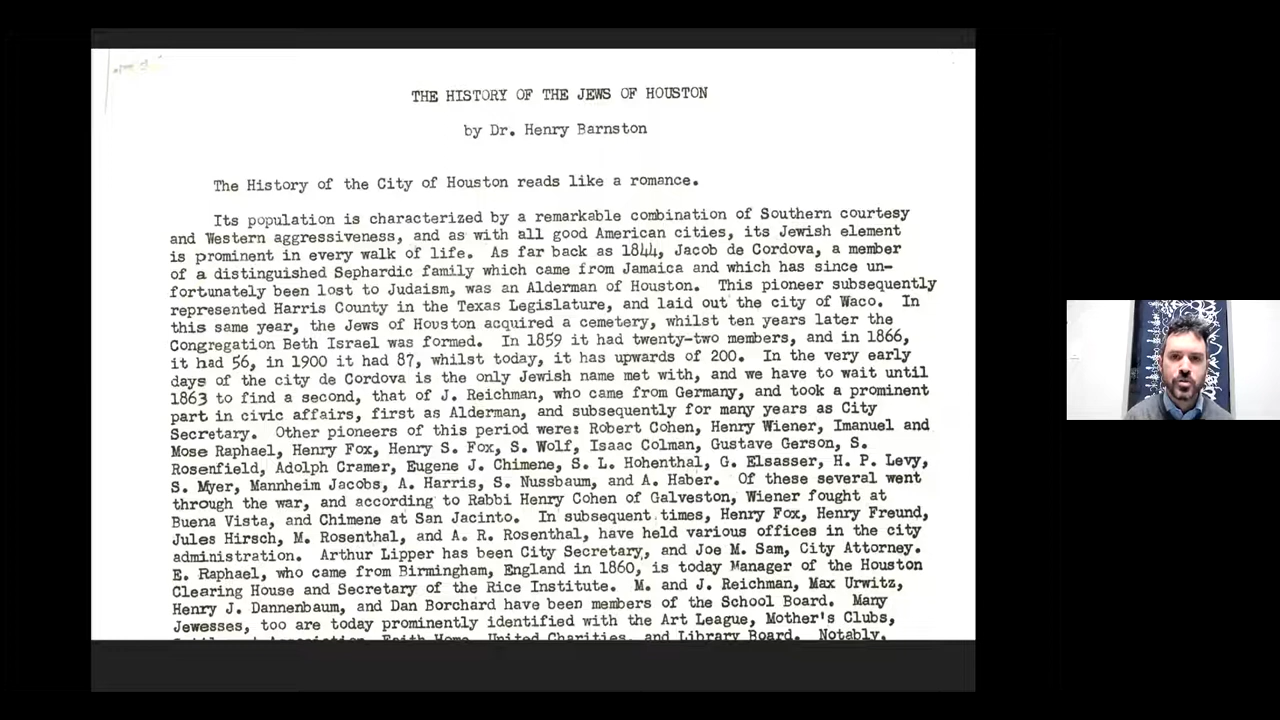 THE HISTORY OF THE JEWS OF HOUSTON
by Dr. Henry Barnston
The History of the City of Houston reads like a romance.
Its population is characterized by a remarkable combination of Southern courtesy
and Western aggressiveness, and as with all good American cities, its Jewish element
is prominent in every walk of life. As far back as 1844, Jacob de Cordova, a member
of a distinguished Sephardic family which came from Jamaica and which has since un-
fortunately been lost to Judaism, was an Alderman of Houston. This pioneer subsequently
represented Harris County in the Texas Legislature, and laid out the city of Waco. In
this same year, the Jews of Houston acquired a cemetery, whilst ten years later the
Congregation Beth Israel was formed. In 1859 it had twenty-two members, and in 1866,
it had 56, in 1900 it had 87, whilst today, it has upwards of 200. In the very early
days of the city de Cordova is the only Jewish name met with, and we have to wait until
1863 to find a second, that of J. Reichman, who came from Germany, and took a prominent
part in civic affairs, first as Alderman, and subsequently for many years as City
Secretary. Other pioneers of this period were: Robert Cohen, Henry Wiener, Imanuel and
Mose Raphael, Henry Fox, Henry S. Fox, S. Wolf, Isaac Colman, Gustave Gerson, S.
Rosenfield, Adolph Cramer, Eugene J. Chimene, S. L. Hohenthal, G. Elsasser, H. P. Levy,
S. Myer, Mannheim Jacobs, A. Harris, S. Nussbaum, and A. Haber. Of these several went
through the war, and according to Rabbi Henry Cohen of Galveston, Wiener fought at
Buena Vista, and Chimene at San Jacinto. In subsequent times, Henry Fox, Henry Freund,
Jules Hirsch, M. Rosenthal, and A. R. Rosenthal, have held various offices in the city
administration. Arthur Lipper has been City Secretary, and Joe M. Sam, City Attorney.
E. Raphael, who came from Birmingham, England in 1860, is today Manager of the Houston
Clearing House and Secretary of the Rice Institute. M. and J. Reichman, Max Urwitz,
Henry J. Dannenbaum, and Dan Borchard have been members of the School Board. Many
Jewesses, too are today prominently identified with the Art League, Mother's Clubs,
Faith Home, United Charities, and Library Board. Notably,